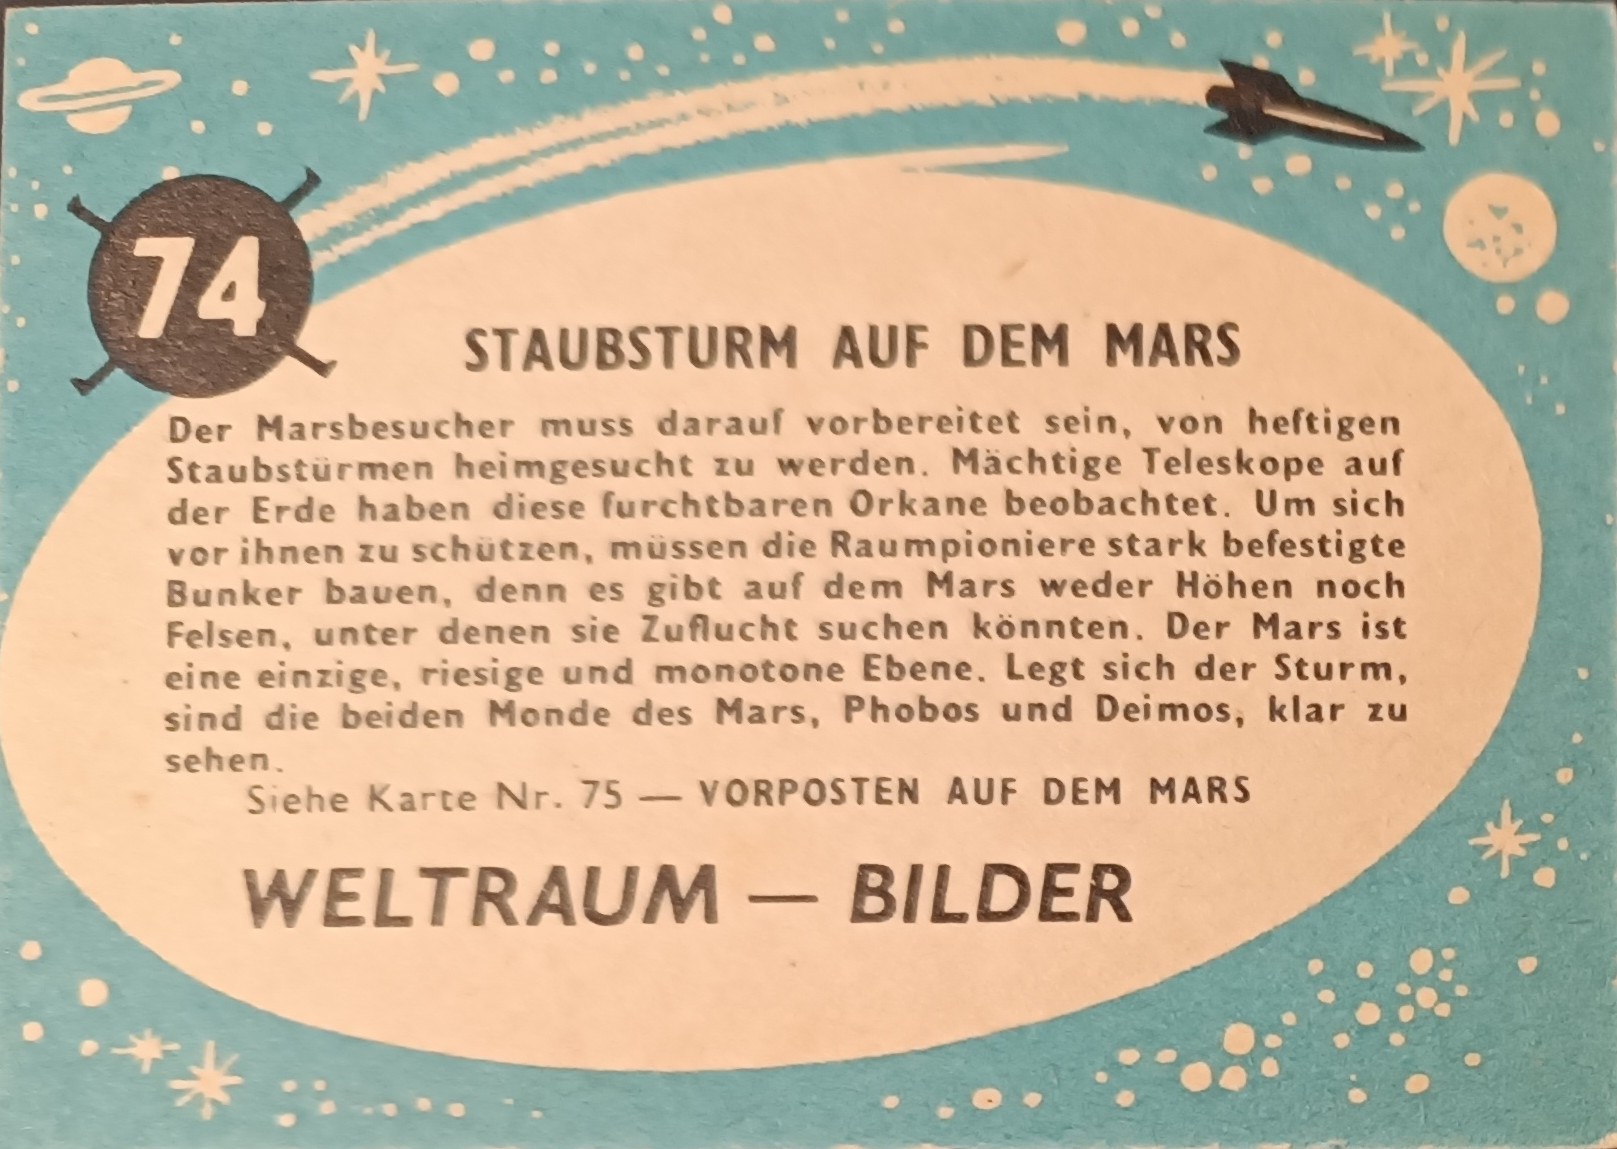 74
STAUBSTURM AUF DEM MARS
Der Marsbesucher muss darauf vorbereitet sein, von heftigen
Staubstürmen heimgesucht zu werden. Mächtige Teleskope auf
der Erde haben diese furchtbaren Orkane beobachtet. Um sich
vor ihnen zu schützen, müssen die Raumpioniere stark befestigte
Bunker bauen, denn es gibt auf dem Mars weder Höhen noch
Felsen, unter denen sie Zuflucht suchen könnten. Der Mars ist
eine einzige, riesige und monotone Ebene. Legt sich der Sturm,
sind die beiden Monde des Mars, Phobos und Deimos, klar zu
sehen.
Siehe Karte Nr. 75 — VORPOSTEN AUF DEM MARS
WELTRAUM — BILDER